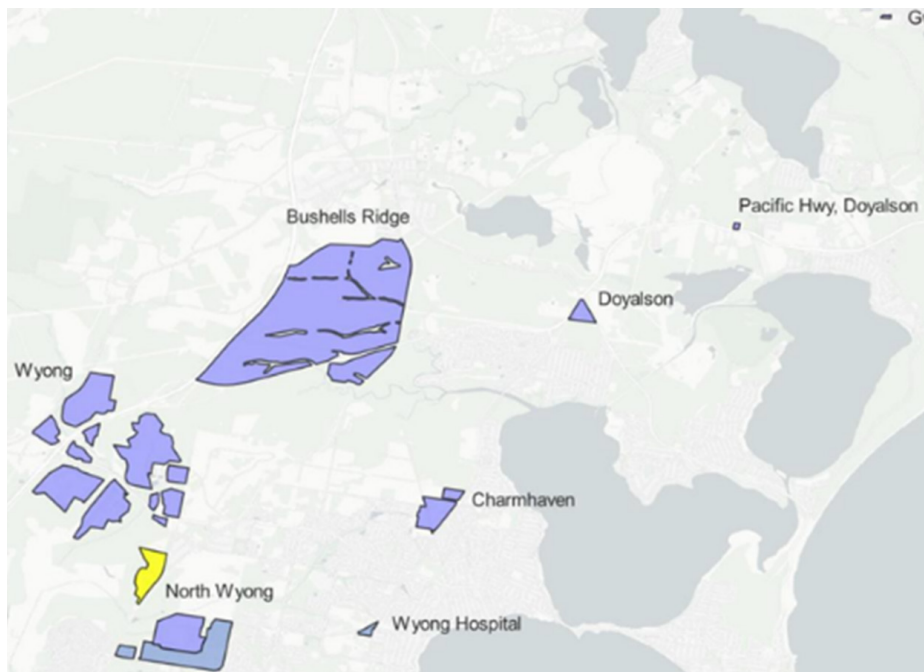 Pacific Hwy, Doyalson
Bushells Ridge
Doyalson
Wyong
Charmhaven
North Wyong
Wyong Hospital